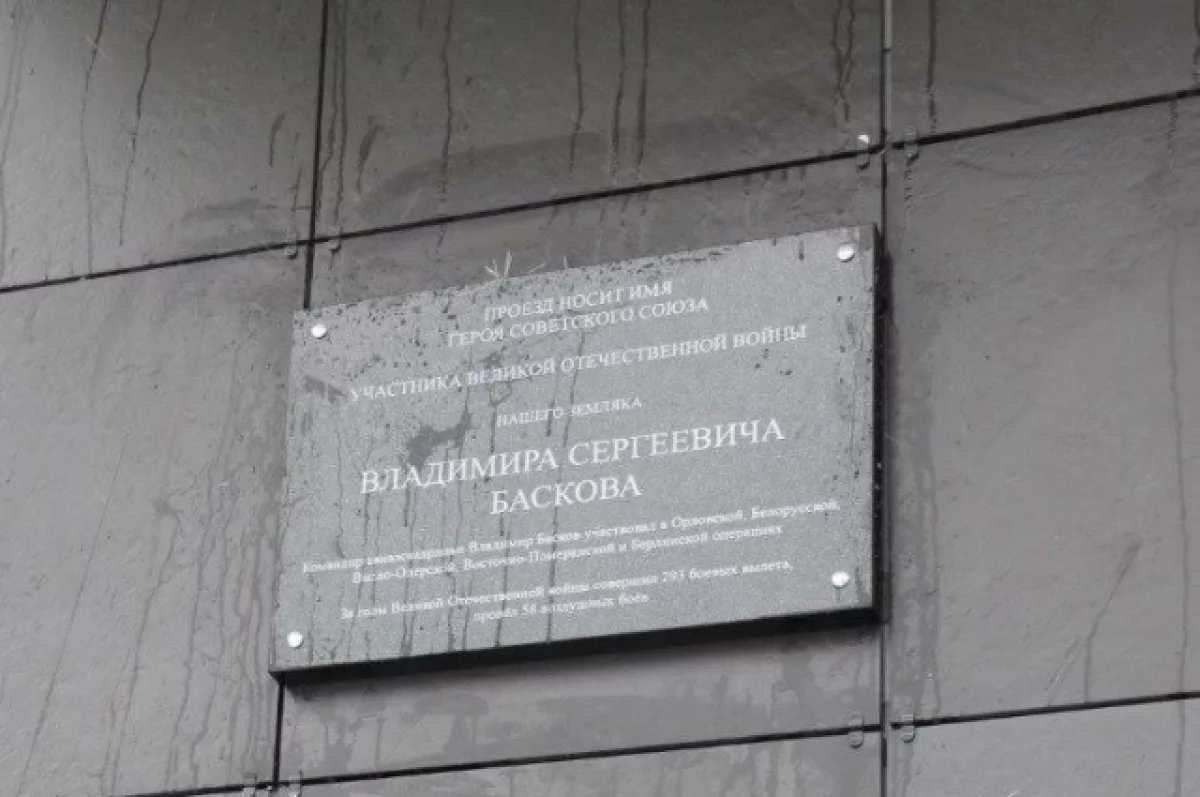 ПРОЕЗД НОСИТ ИМЯ
ГЕРОЯ СОВЕТСКОГО СОЮЗА
УЧАСТНИКА ВЕЛИКОЙ ОТЕЧЕСТВЕННОЙ ВОЙНЫ
НАШЕГО ЗЕМЛЯКА
ВЛАДИМИРА СЕРГЕЕВИЧА
БАСКОВА
Командир авиаэскадрильи Владимир Басков участвовал в Орловской, Белорусской,
Висло-Одерской, Восточно-Померанской и Берлинской операциях
За годы Великой Отечественной войны совершил 293 боевых вылета,
провёл 58 воздушных боёв